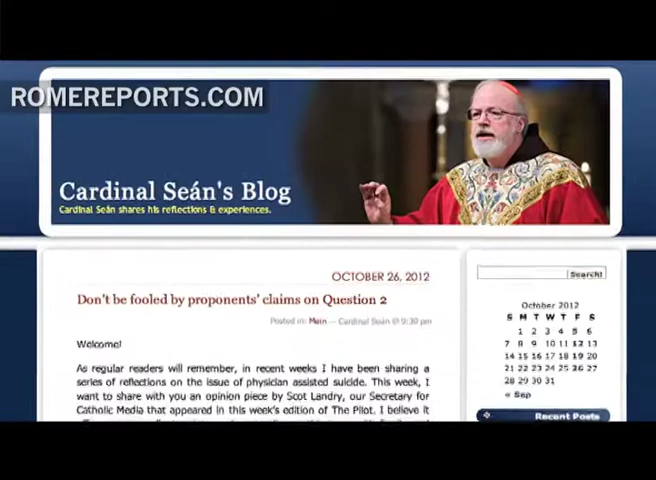 ROMEREPORTS.COM
Cardinal Seán's Blog
Cardinal Seán shares his reflections & experiences.
OCTOBER 26, 2012
Don't be fooled by proponents' claims on Question 2
Posted in: Main — Cardinal Seán @ 9:30 pm
Welcome!
As regular readers will remember, in recent weeks I have been sharing a
series of reflections on the issue of physician assisted suicide. This week, I
want to share with you an opinion piece by Scot Landry, our Secretary for
Catholic Media that appeared in this week's edition of The Pilot. I believe it
Search!
October 2012
S M T W T F S
1 2 3 4 5 6
7 8 9 10 11 12 13
14 15 16 17 18 19 20
21 22 23 24 25 26 27
28 29 30 31
« Sep
Recent Posts